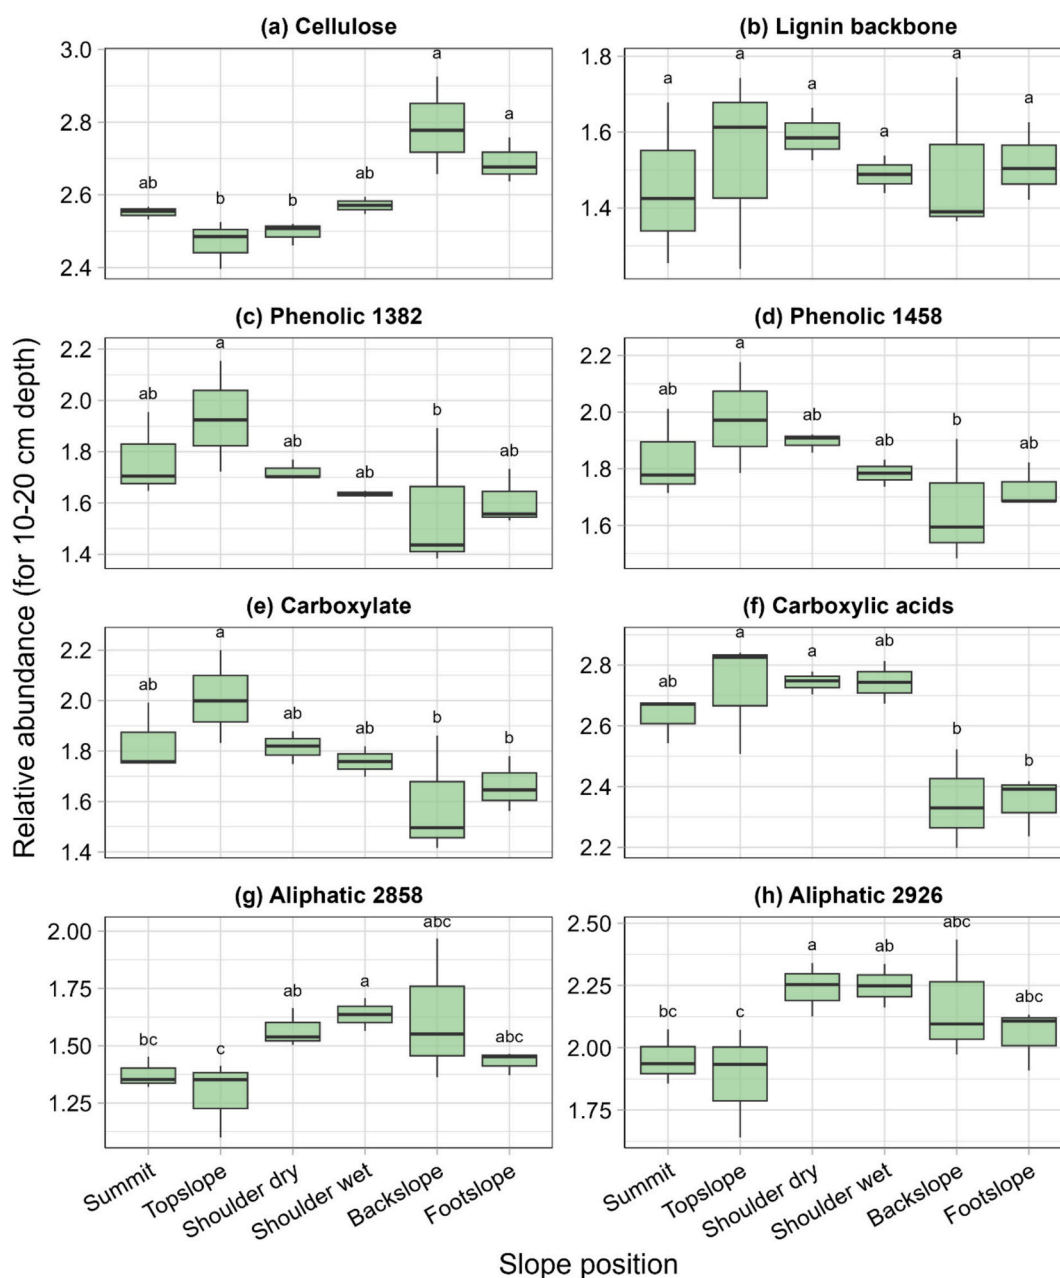 (a) Cellulose
(b) Lignin backbone
3.0
2.8
2.6
2.4
ab
b
b
ab
a
a
1.8
1.6
1.4
a
a
a
a
a
a
(c) Phenolic 1382
(d) Phenolic 1458
2.2
2.0
1.8
1.6
1.4
ab
a
ab
ab
b
ab
2.2
2.0
1.8
1.6
ab
a
ab
ab
b
ab
(e) Carboxylate
(f) Carboxylic acids
2.2
2.0
1.8
1.6
1.4
ab
a
ab
ab
b
b
2.8
2.6
2.4
2.2
ab
a
a
ab
b
b
(g) Aliphatic 2858
(h) Aliphatic 2926
2.00
1.75
1.50
1.25
bc
c
ab
a
abc
abc
2.50
2.25
2.00
1.75
bc
c
a
ab
abc
abc
Summit
Topslope
Shoulder dry
Shoulder wet
Backslope
Footslope
Summit
Topslope
Shoulder dry
Shoulder wet
Backslope
Footslope
Relative abundance (for 10-20 cm depth)
Slope position